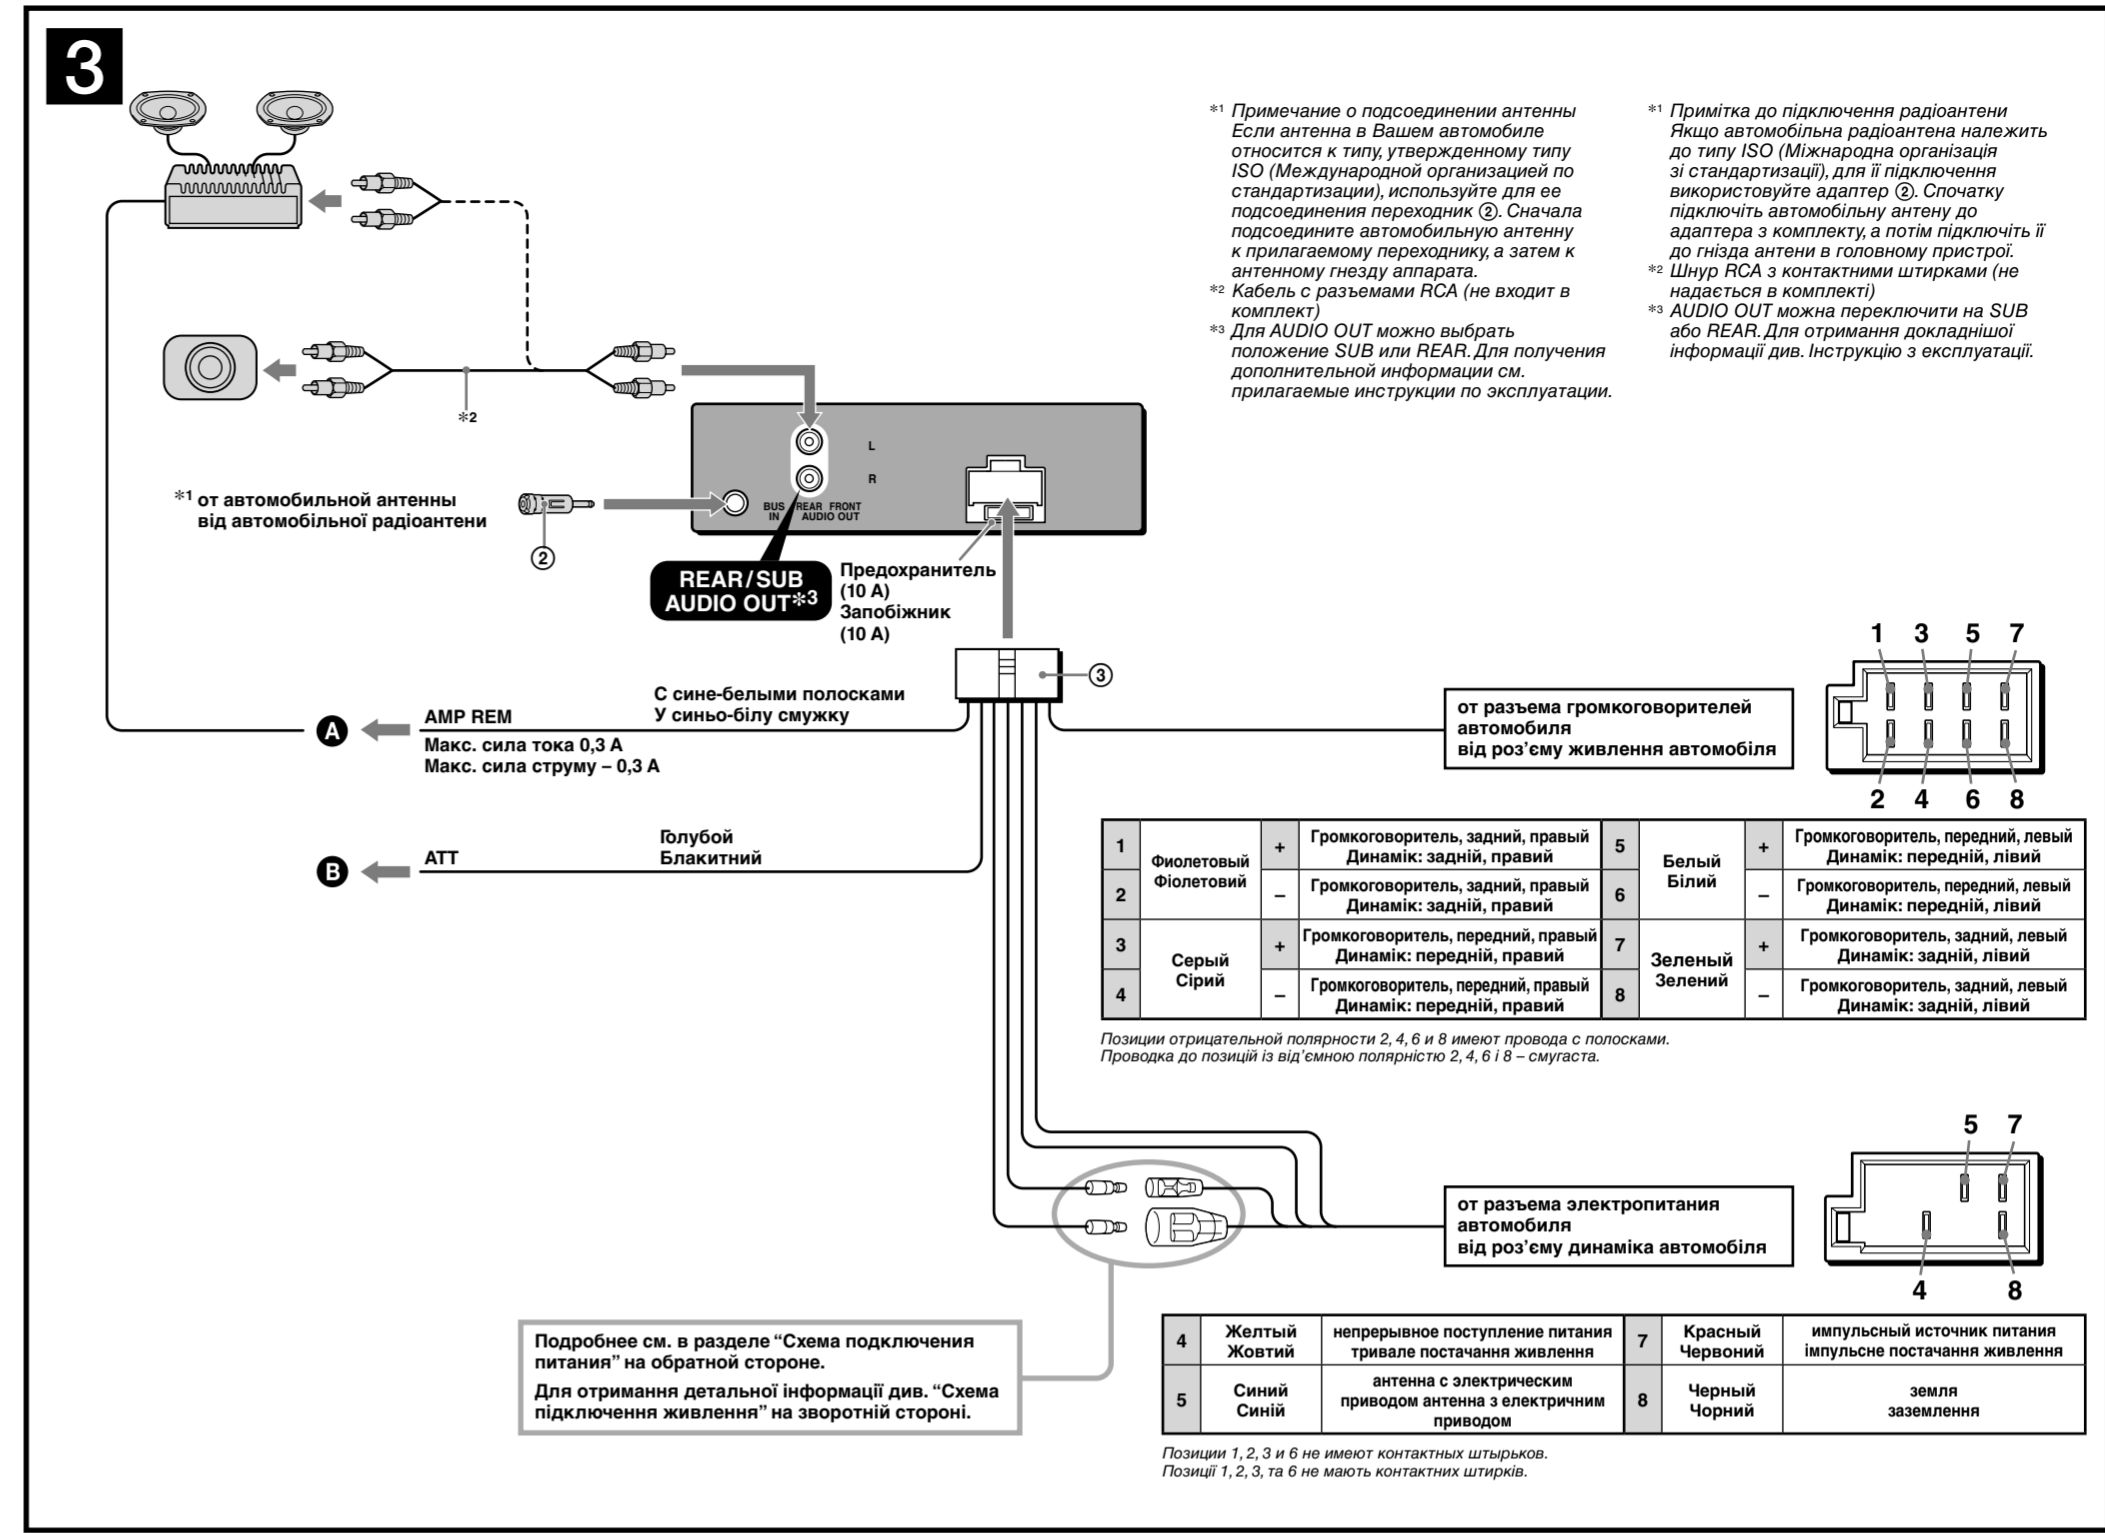 3
*1 Примечание о подсоединении антенны
Если антенна в Вашем автомобиле
относится к типу, утвержденному типу
ISO (Международной организацией по
стандартизации), используйте для ее
подсоединения переходник ②. Сначала
подсоедините автомобильную антенну
к прилагаемому переходнику, а затем к
антенному гнезду аппарата.
*2 Кабель с разъемами RCA (не входит в
комплект)
*3 Для AUDIO OUT можно выбрать
положение SUB или REAR. Для получения
дополнительной информации см.
прилагаемые инструкции по эксплуатации.
*1 Примітка до підключення радіоантени
Якщо автомобільна радіоантена належить
до типу ISO (Міжнародна організація
зі стандартизації), для її підключення
використовуйте адаптер ②. Спочатку
підключіть автомобільну антену до
адаптера з комплекту, а потім підключіть її
до гнізда антени в головному пристрої.
*2 Шнур RCA з контактними штирками (не
надається в комплекті)
*3 AUDIO OUT можна переключити на SUB
або REAR. Для отримання докладнішої
інформації див. Інструкцію з експлуатації.
*2
L
R
BUS IN
REAR FRONT
AUDIO OUT
*1 от автомобильной антенны
від автомобільної радіоантени
②
REAR/SUB
AUDIO OUT*3
Предохранитель
(10 A)
Запобіжник
(10 A)
③
A
AMP REM
С сине-белыми полосками
У синьо-білу смужку
Макс. сила тока 0,3 A
Макс. сила струму – 0,3 A
B
ATT
Голубой
Блакитний
от разъема громкоговорителей
автомобиля
від роз’єму живлення автомобіля
1 3 5 7
2 4 6 8
1 Фиолетовый Фіолетовий + Громкоговоритель, задний, правый
Динамік: задній, правий
2 – Громкоговоритель, задний, правый
Динамік: задній, правий
3 Серый Сірий + Громкоговоритель, передний, правый
Динамік: передній, правий
4 – Громкоговоритель, передний, правый
Динамік: передній, правий
5 Белый Білий + Громкоговоритель, передний, левый
Динамік: передній, лівий
6 – Громкоговоритель, передний, левый
Динамік: передній, лівий
7 Зеленый Зелений + Громкоговоритель, задний, левый
Динамік: задній, лівий
8 – Громкоговоритель, задний, левый
Динамік: задній, лівий
Позиции отрицательной полярности 2, 4, 6 и 8 имеют провода с полосками.
Проводка до позицій із від’ємною полярністю 2, 4, 6 і 8 – смугаста.
от разъема электропитания
автомобиля
від роз’єму динаміка автомобіля
5 7
4 8
Подробнее см. в разделе “Схема подключения
питания” на обратной стороне.
Для отримання детальної інформації див. “Схема
підключення живлення” на зворотній стороні.
4 Желтый Жовтий непрерывное поступление питания
тривале постачання живлення
5 Синий Синій антенна с электрическим
приводом антенна з електричним
приводом
7 Красный Червоний импульсный источник питания
імпульсне постачання живлення
8 Черный Чорний земля
заземлення
Позиции 1, 2, 3 и 6 не имеют контактных штырьков.
Позиції 1, 2, 3, та 6 не мають контактних штирків.